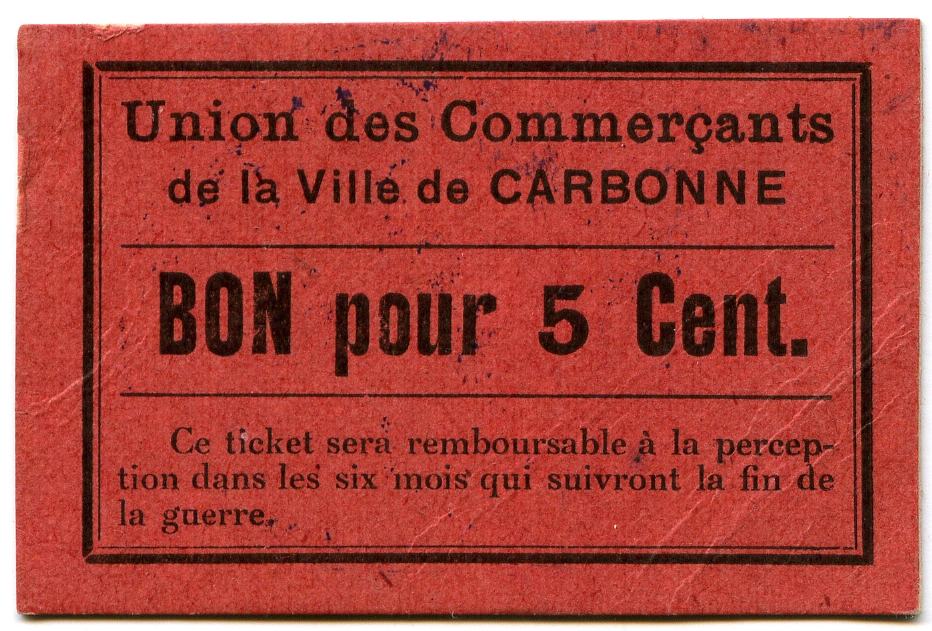 Union des Commerçants
de la Ville de CARBONNE
BON pour 5 Cent.
Ce ticket sera remboursable à la percep-
tion dans les six mois qui suivront la fin de
la guerre.